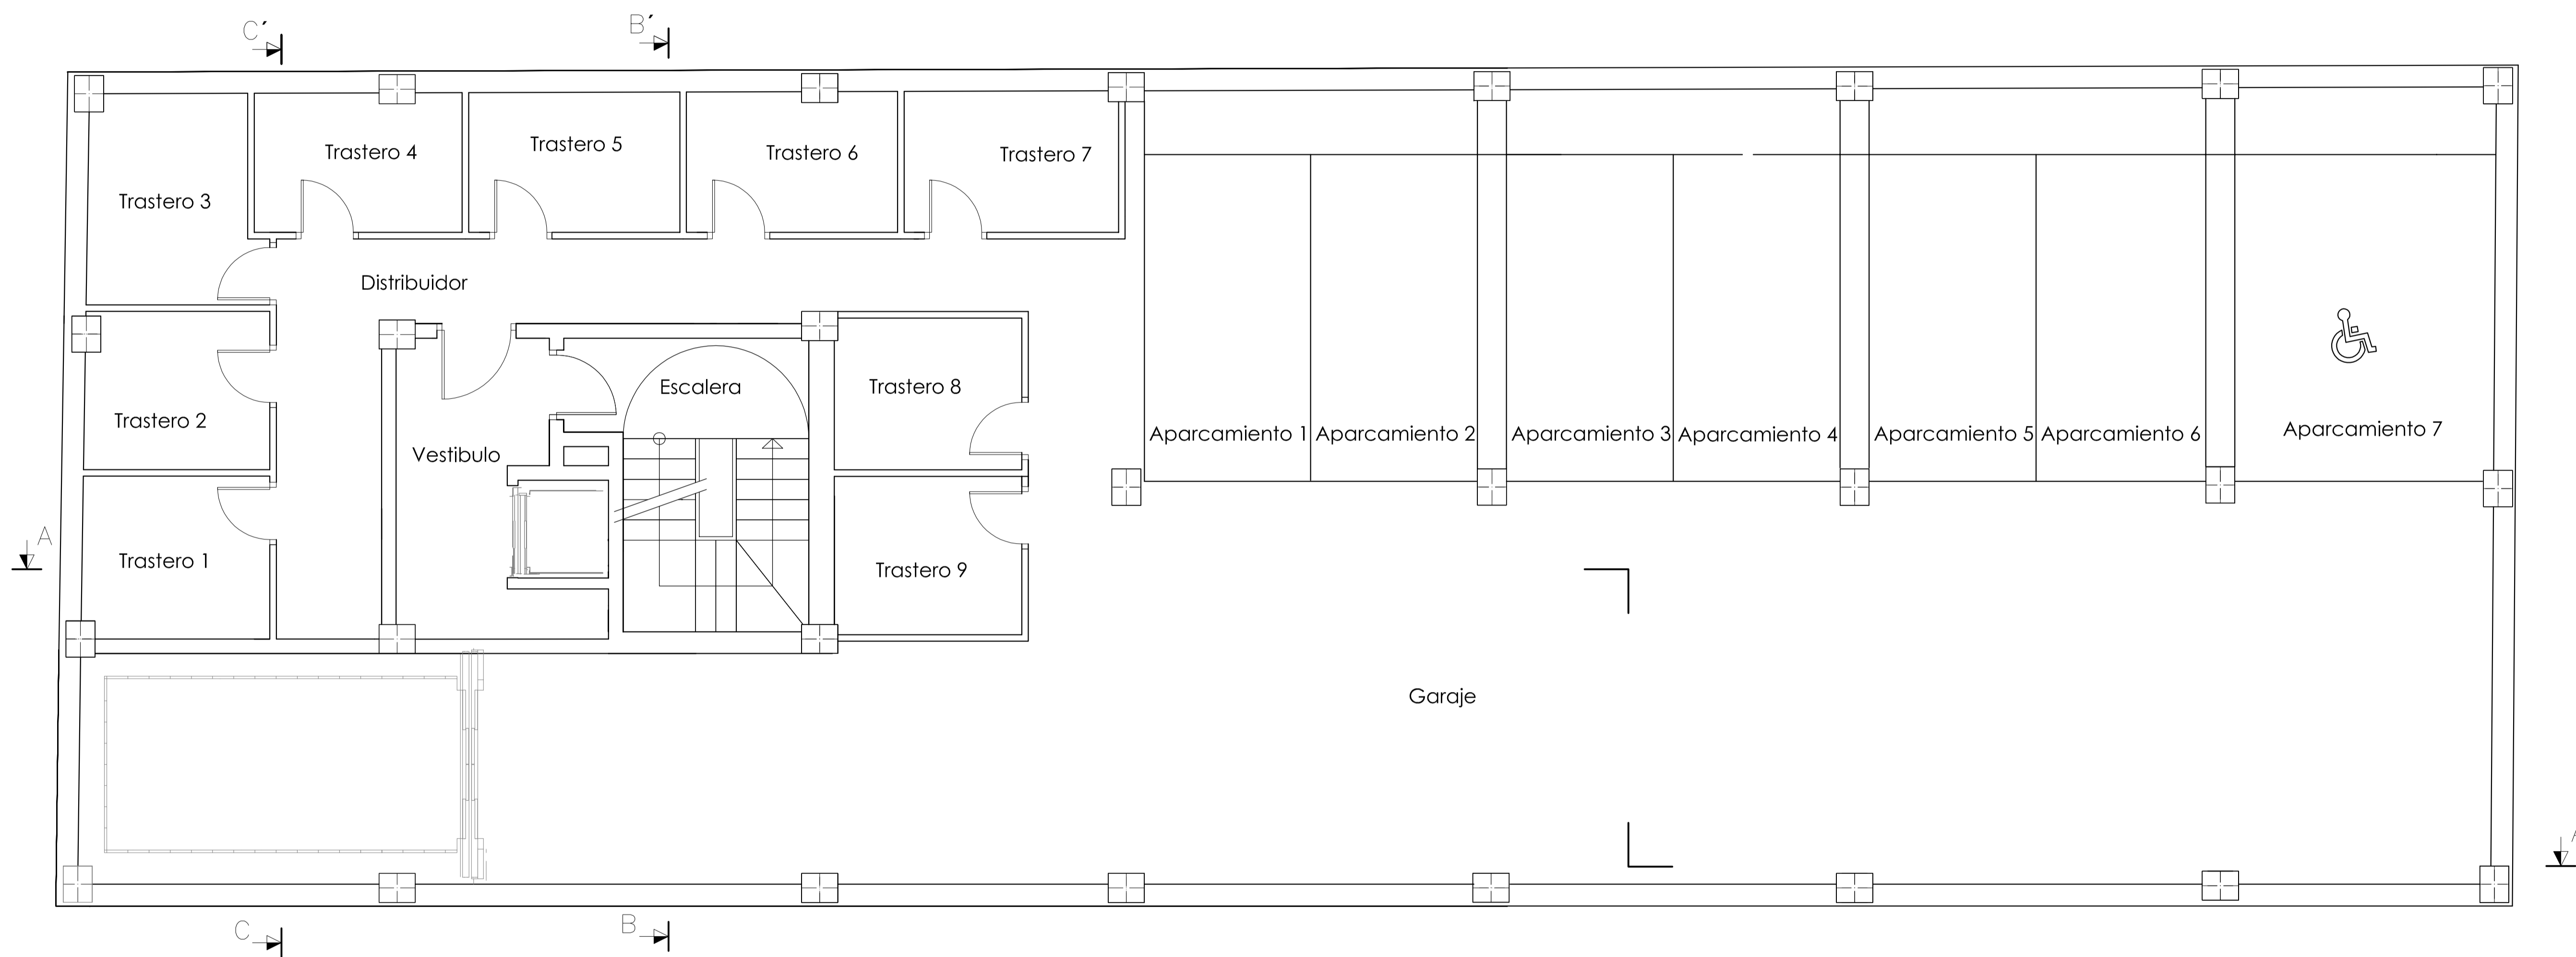 C´
B´
Trastero 3
Trastero 4
Trastero 5
Trastero 6
Trastero 7
Distribuidor
Trastero 2
Vestibulo
Escalera
Trastero 8
Aparcamiento 1
Aparcamiento 2
Aparcamiento 3
Aparcamiento 4
Aparcamiento 5
Aparcamiento 6
Aparcamiento 7
A
Trastero 1
Trastero 9
Garaje
C
B